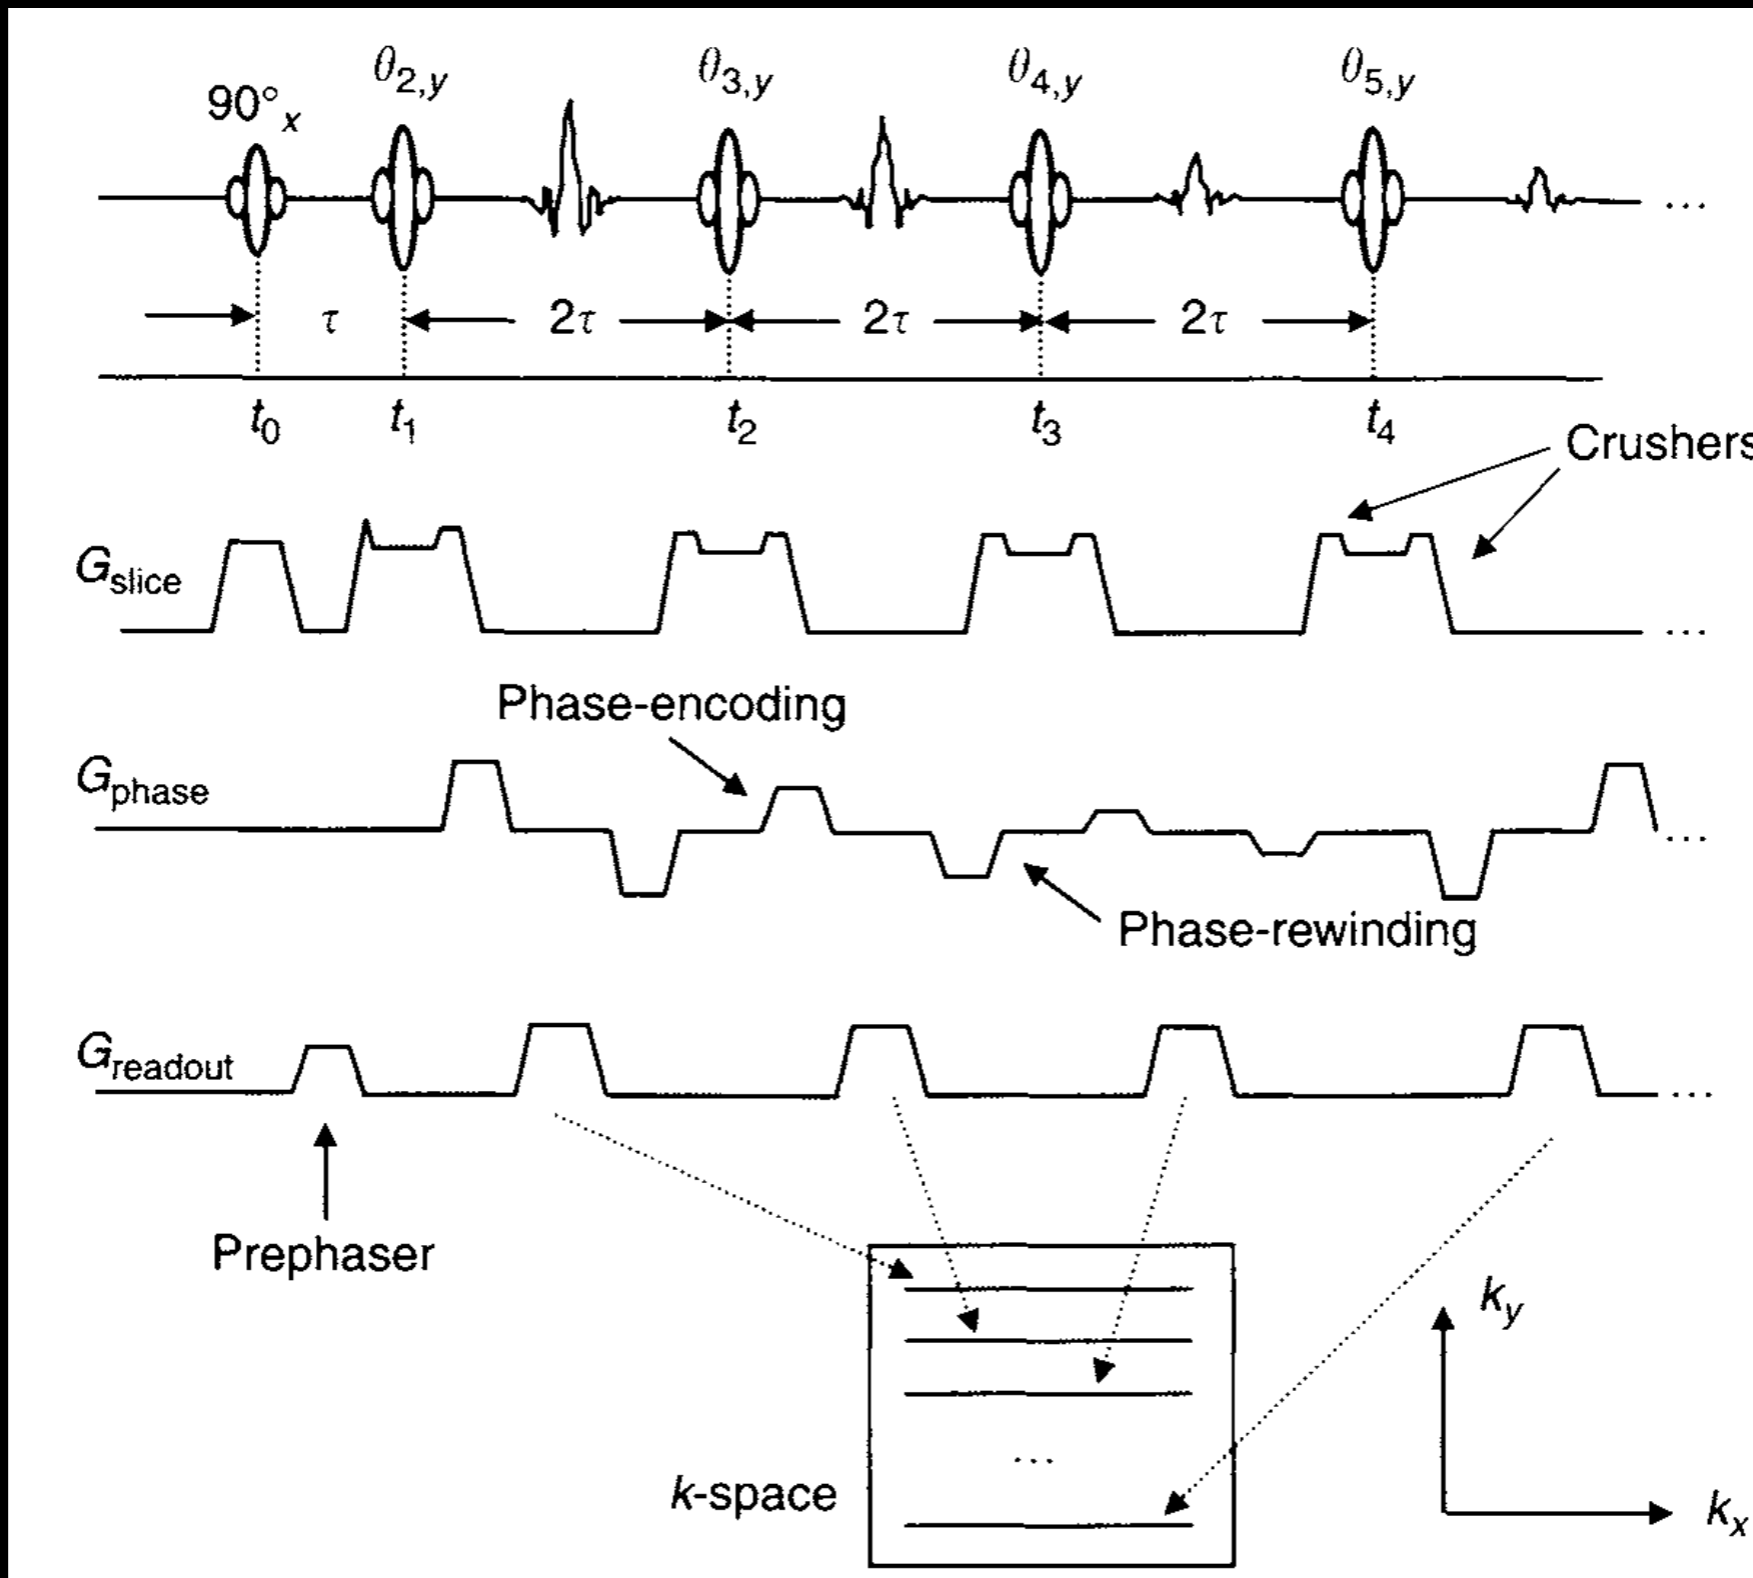 90°x θ2,y θ3,y θ4,y θ5,y
...
τ 2τ 2τ 2τ
t0 t1 t2 t3 t4
Crushers
Gslice
...
Phase-encoding
Gphase
...
Phase-rewinding
Greadout
...
Prephaser
ky
...
k-space
kx